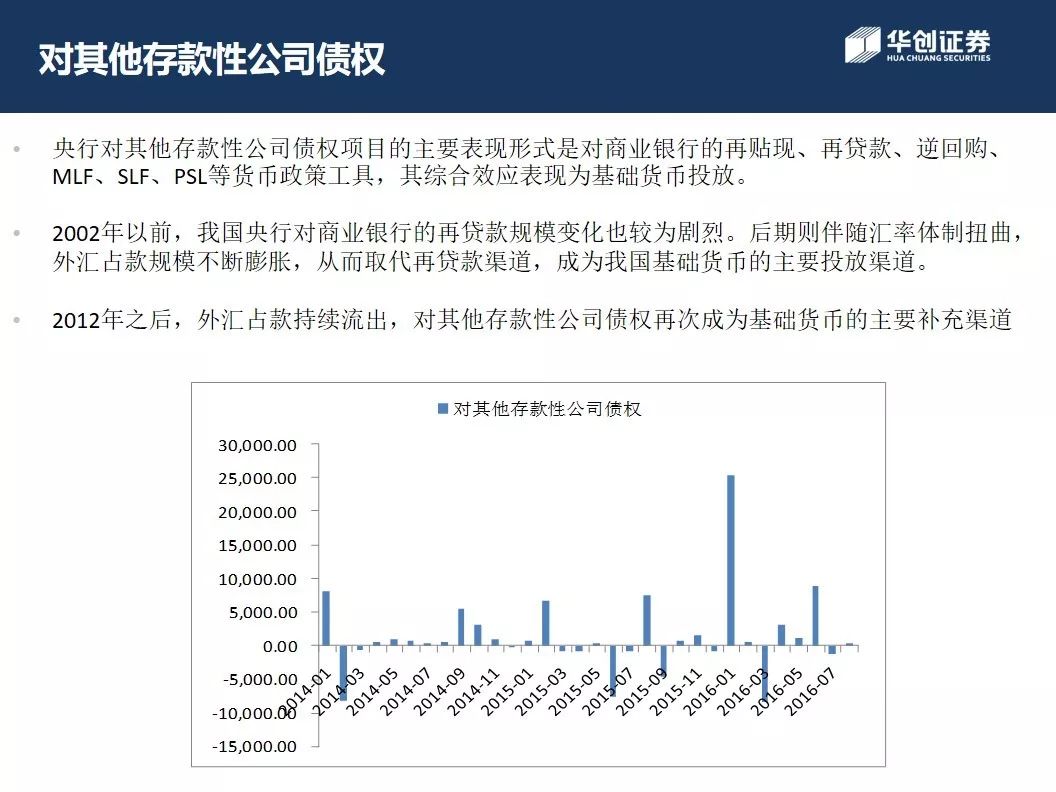 对其他存款性公司债权
华创证券
HUA CHUANG SECURITIES
• 央行对其他存款性公司债权项目的主要表现形式是对商业银行的再贴现、再贷款、逆回购、
MLF、SLF、PSL等货币政策工具，其综合效应表现为基础货币投放。
• 2002年以前，我国央行对商业银行的再贷款规模变化也较为剧烈。后期则伴随汇率体制扭曲，
外汇占款规模不断膨胀，从而取代再贷款渠道，成为我国基础货币的主要投放渠道。
• 2012年之后，外汇占款持续流出，对其他存款性公司债权再次成为基础货币的主要补充渠道
对其他存款性公司债权
30,000.00
25,000.00
20,000.00
15,000.00
10,000.00
5,000.00
0.00
-5,000.00
-10,000.00
-15,000.00
2014-01
2014-03
2014-05
2014-07
2014-09
2014-11
2015-01
2015-03
2015-05
2015-07
2015-09
2015-11
2016-01
2016-03
2016-05
2016-07